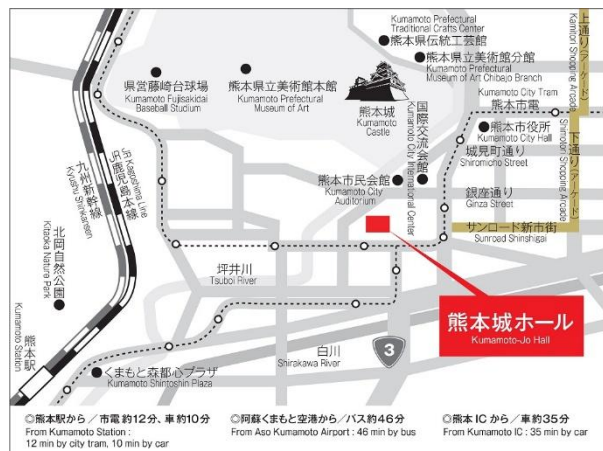 Kumamoto Prefectural
Traditional Crafts Center
熊本県伝統工芸館
熊本県立美術館分館
Kumamoto Prefectural
Museum of Art Chibajo Branch
上通り(アーケード)
Kamitori Shopping Arcade
県営藤崎台球場
Kumamoto Fujisakidai
Baseball Studium
熊本県立美術館本館
Kumamoto Prefectural
Museum of Art
熊本城
Kumamoto
Castle
国際交流会館
Kumamoto City International Center
Kumamoto City Tram
熊本市電
熊本市役所
Kumamoto City Hall
城見町通り
Shiromicho Street
下通り(アーケード)
Shimotori Shopping Arcade
熊本市民会館
Kumamoto City
Auditorium
銀座通り
Ginza Street
サンロード新市街
Sunroad Shinshigai
JR Kagoshima Line
JR鹿児島本線
九州新幹線
Kyushu Shinkansen
北岡自然公園
Kitaoka Nature Park
坪井川
Tsuboi River
熊本城ホール
Kumamoto-Jo Hall
熊本駅
Kumamoto Station
白川
Shirakawa River
3
くまもと森都心プラザ
Kumamoto Shintoshin Plaza
◎熊本駅から/市電約12分、車約10分
From Kumamoto Station :
12 min by city tram, 10 min by car
◎阿蘇くまもと空港から/バス約46分
From Aso Kumamoto Airport : 46 min by bus
◎熊本 IC から/車約35分
From Kumamoto IC : 35 min by car